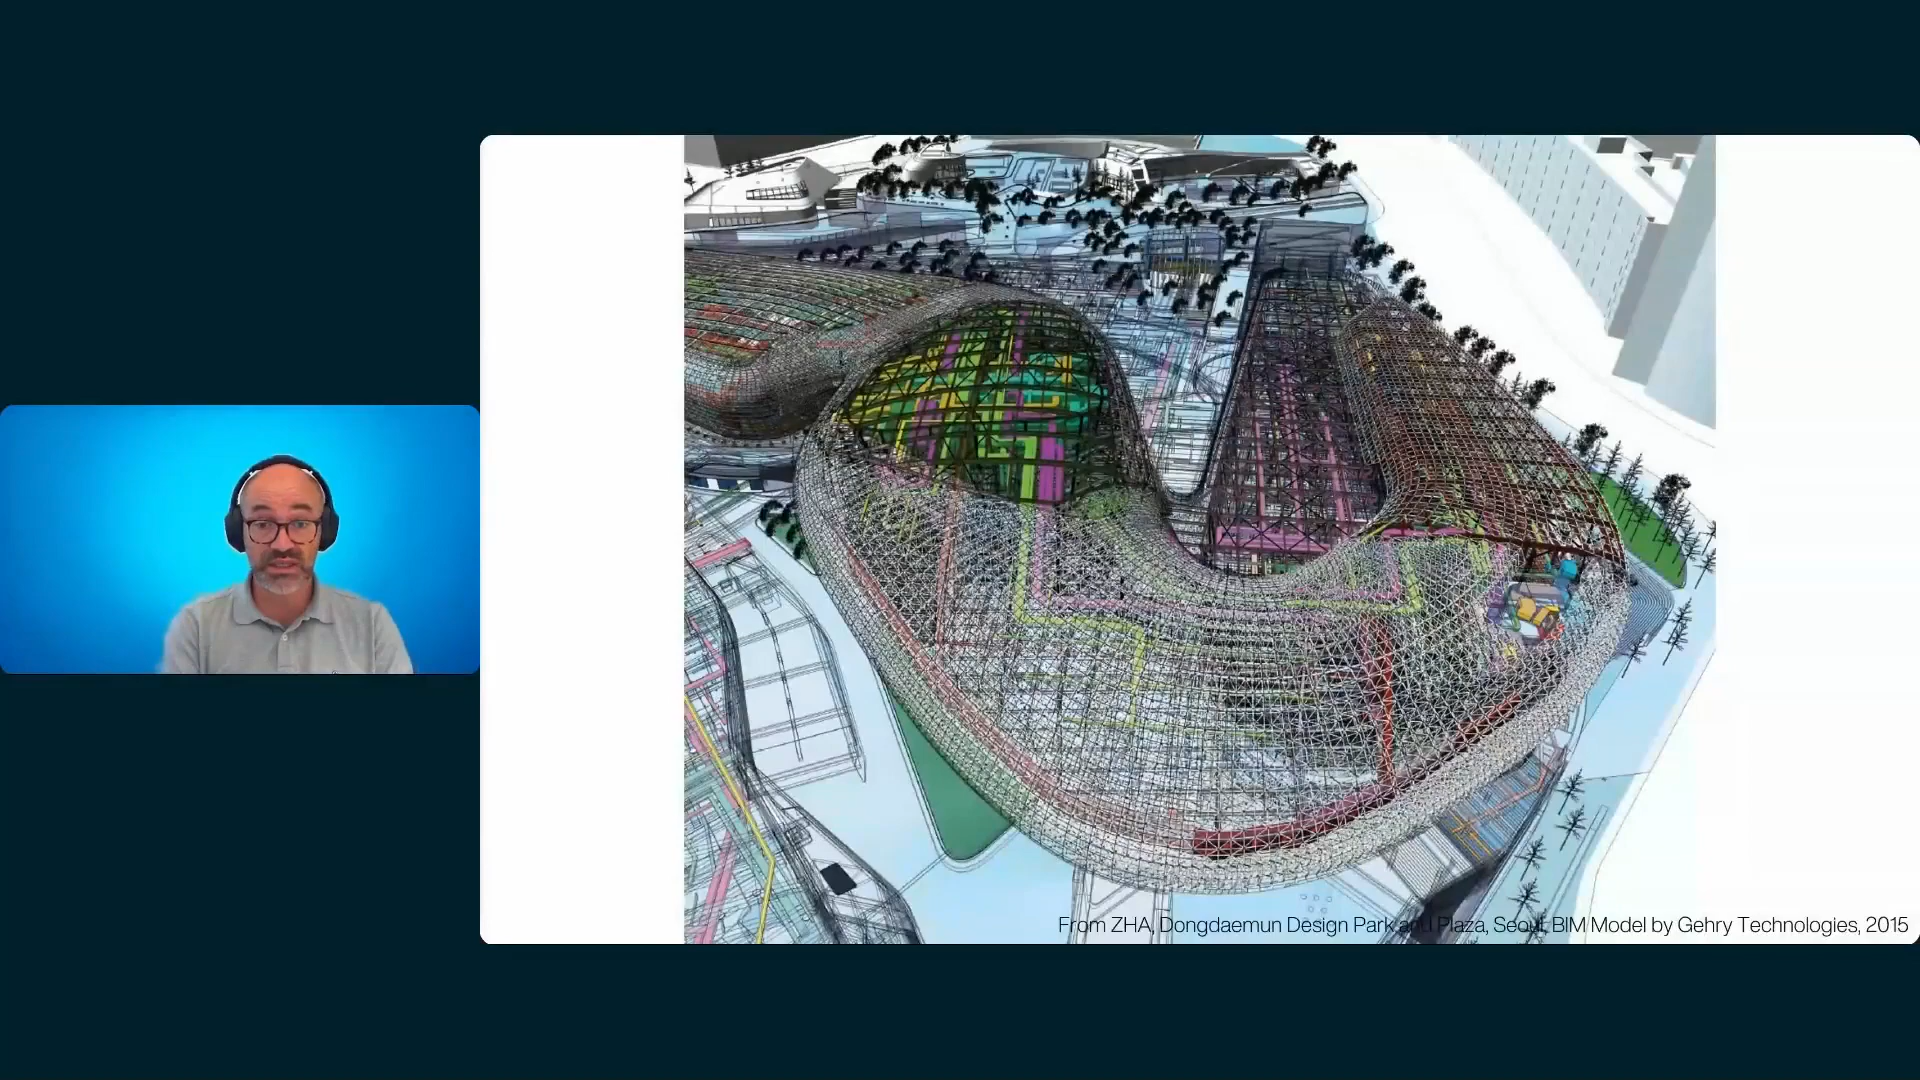 From ZHA, Dongdaemun Design Park and Plaza, Seoul, BIM Model by Gehry Technologies, 2015